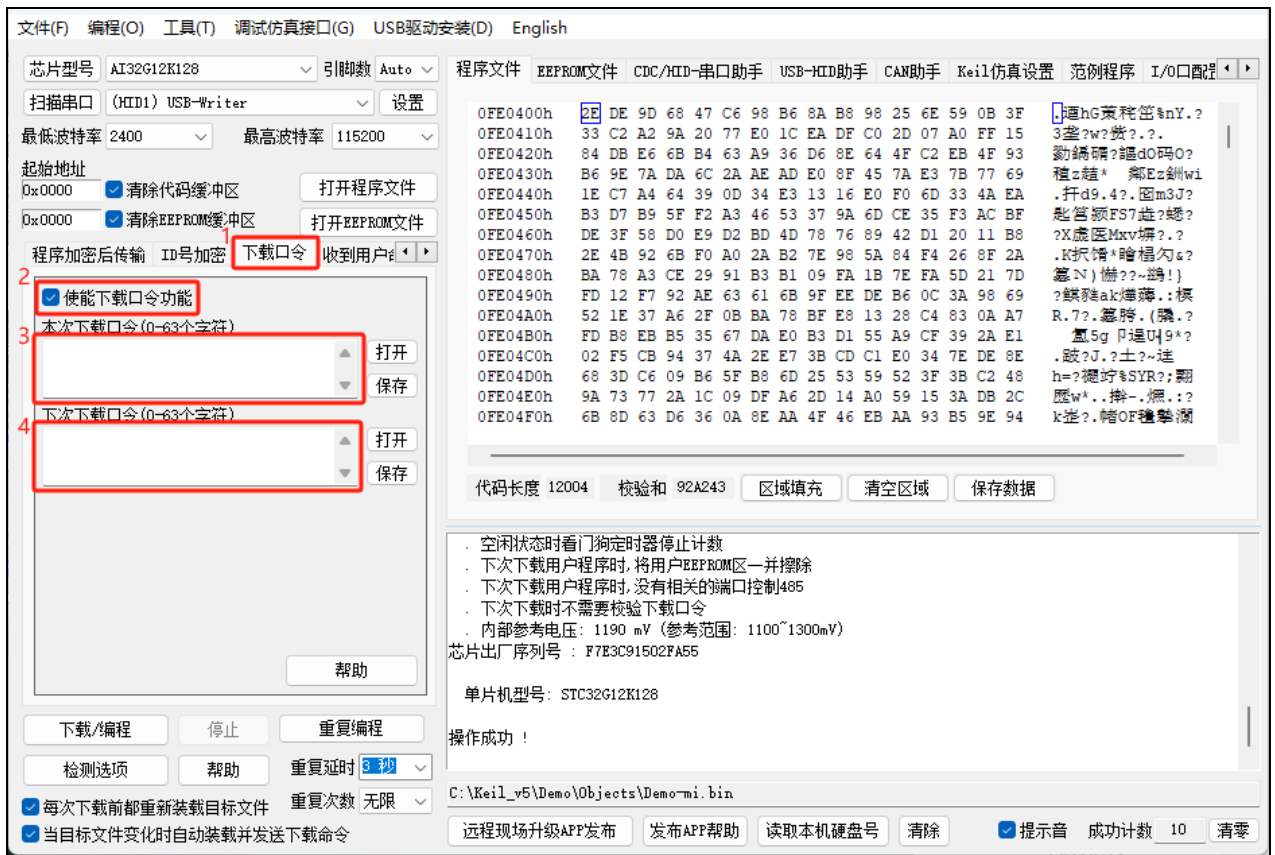 文件(F) 编程(O) 工具(T) 调试仿真接口(G) USB驱动安装(D) English
芯片型号 AI32G12K128 引脚数 Auto
扫描串口 (HID1) USB-Writer 设置
最低波特率 2400 最高波特率 115200
起始地址
0x0000 清除代码缓冲区 打开程序文件
0x0000 清除EEPROM缓冲区 打开EEPROM文件
1
程序加密后传输 ID号加密 下载口令 收到用户
2
使能下载口令功能
本次下载口令(0-63个字符)
3
打开
保存
下次下载口令(0-63个字符)
4
打开
保存
帮助
下载/编程 停止 重复编程
检测选项 帮助 重复延时 3 秒
每次下载前都重新装载目标文件 重复次数 无限
当目标文件变化时自动装载并发送下载命令
程序文件 EEPROM文件 CDC/HID-串口助手 USB-HID助手 CAN助手 Keil仿真设置 范例程序 I/O口配
0FE0400h 2E DE 9D 68 47 C6 98 B6 8A B8 98 25 6E 59 0B 3F
0FE0410h 33 C2 A2 9A 20 77 E0 1C EA DF C0 2D 07 A0 FF 15
0FE0420h 84 DB E6 6B B4 63 A9 36 D6 8E 64 4F C2 EB 4F 93
0FE0430h B6 9E 7A DA 6C 2A AE AD E0 8F 45 7A E3 7B 77 69
0FE0440h 1E C7 A4 64 39 0D 34 E3 13 16 E0 F0 6D 33 4A EA
0FE0450h B3 D7 B9 5F F2 A3 46 53 37 9A 6D CE 35 F3 AC BF
0FE0460h DE 3F 58 D0 E9 D2 BD 4D 78 76 89 42 D1 20 11 B8
0FE0470h 2E 4B 92 6B F0 A0 2A B2 7E 98 5A 84 F4 26 8F 2A
0FE0480h BA 78 A3 CE 29 91 B3 B1 09 FA 1B 7E FA 5D 21 7D
0FE0490h FD 12 F7 92 AE 63 61 6B 9F EE DE B6 0C 3A 98 69
0FE04A0h 52 1E 37 A6 2F 0B BA 78 BF E8 13 28 C4 83 0A A7
0FE04B0h FD B8 EB B5 35 67 DA E0 B3 D1 55 A9 CF 39 2A E1
0FE04C0h 02 F5 CB 94 37 4A 2E E7 3B CD C1 E0 34 7E DE 8E
0FE04D0h 68 3D C6 09 B6 5F B8 6D 25 53 59 52 3F 3B C2 48
0FE04E0h 9A 73 77 2A 1C 09 DF A6 2D 14 A0 59 15 3A DB 2C
0FE04F0h 6B 8D 63 D6 36 0A 8E AA 4F 46 EB AA 93 B5 9E 94
代码长度 12004 校验和 92A243 区域填充 清空区域 保存数据
. 空闲状态时看门狗定时器停止计数
. 下次下载用户程序时,将用户EEPROM区一并擦除
. 下次下载用户程序时,没有相关的端口控制485
. 下次下载时不需要校验下载口令
. 内部参考电压: 1190 mV (参考范围: 1100~1300mV)
芯片出厂序列号 : F7E3C91502FA55
单片机型号: STC32G12K128
操作成功 !
C:\Keil_v5\Demo\Objects\Demo-mi.bin
远程现场升级APP发布 发布APP帮助 读取本机硬盘号 清除 提示音 成功计数 10 清零